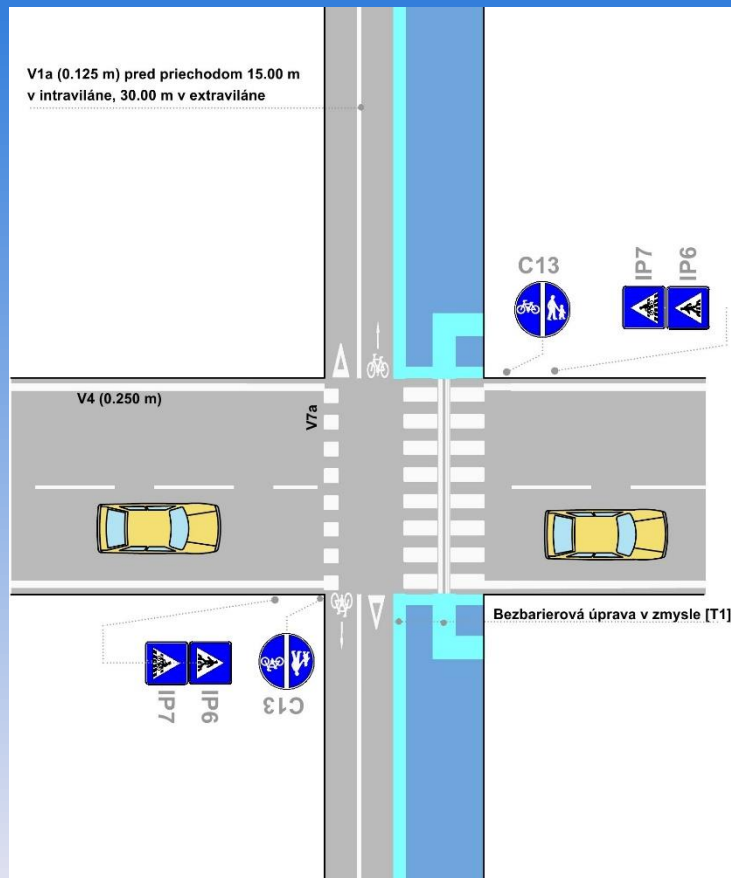 V1a (0.125 m) pred priechodom 15.00 m
v intraviláne, 30.00 m v extraviláne
C13
IP7
IP6
V4 (0.250 m)
V7a
Bezbarierová úprava v zmysle [T1]
IP7
IP6
C13